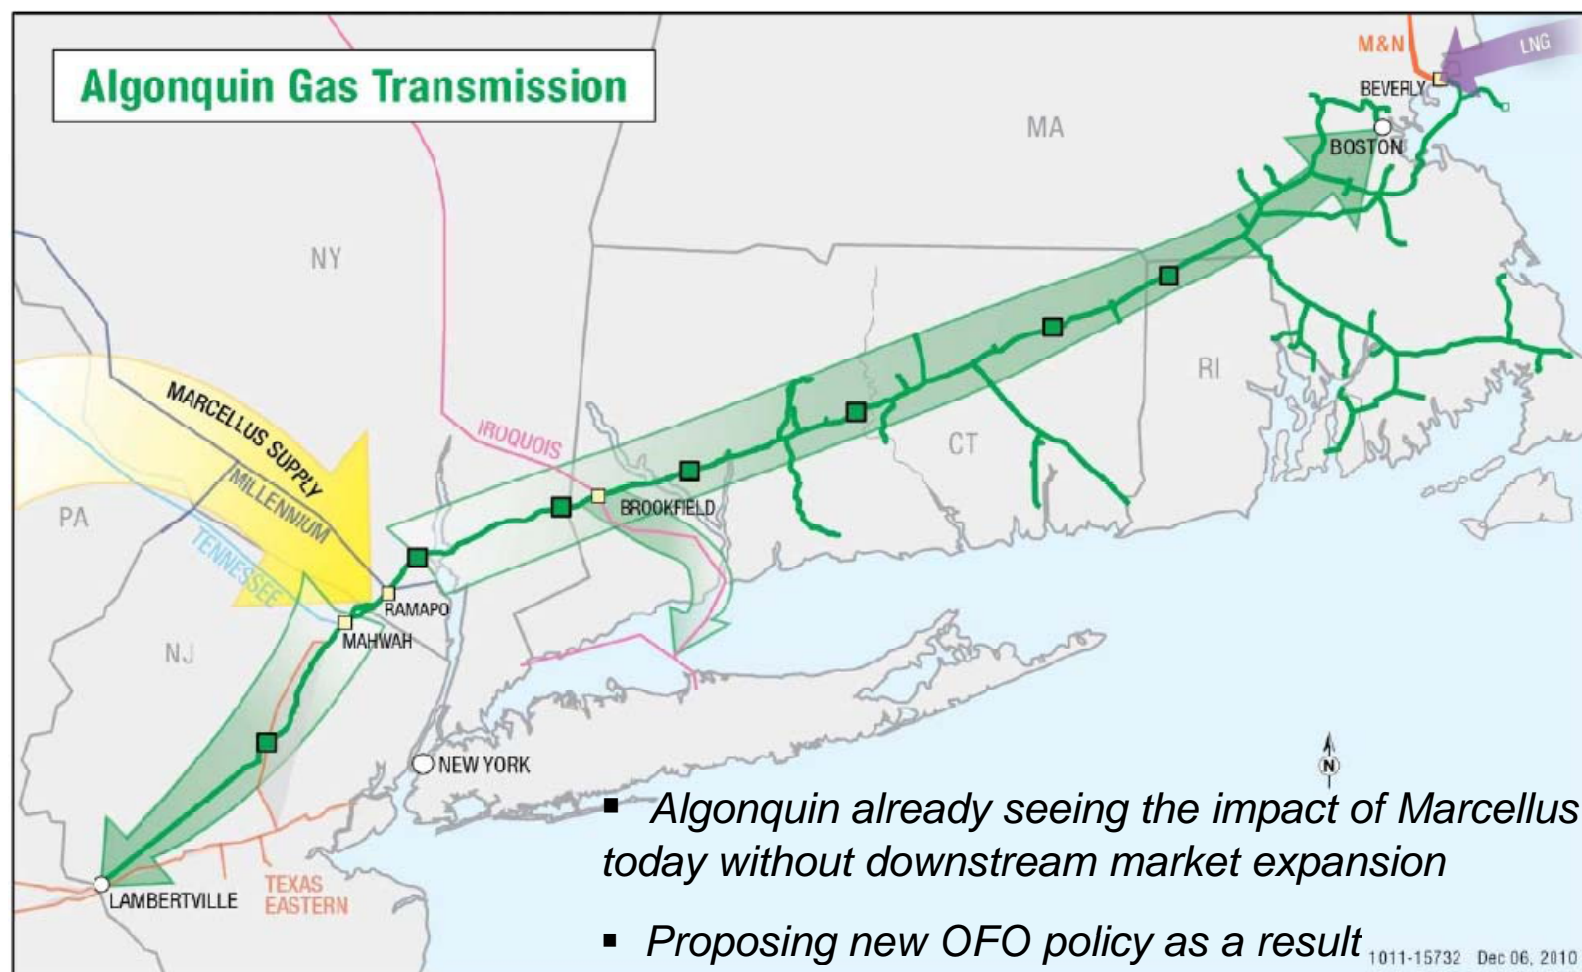 Algonquin Gas Transmission
M&N
LNG
BEVERLY
BOSTON
MA
NY
RI
CT
IROQUOIS
BROOKFIELD
MARCELLUS SUPPLY
MILLENNIUM
PA
TENNESSEE
RAMAPO
MAHWAH
NJ
NEW YORK
N
LAMBERTVILLE
TEXAS
EASTERN
▪ Algonquin already seeing the impact of Marcellus
today without downstream market expansion
▪ Proposing new OFO policy as a result
1011-15732 Dec 06, 2010